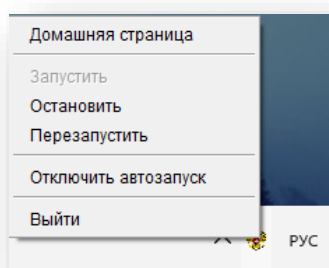 Домашняя страница
Запустить
Остановить
Перезапустить
Отключить автозапуск
Выйти
РУС